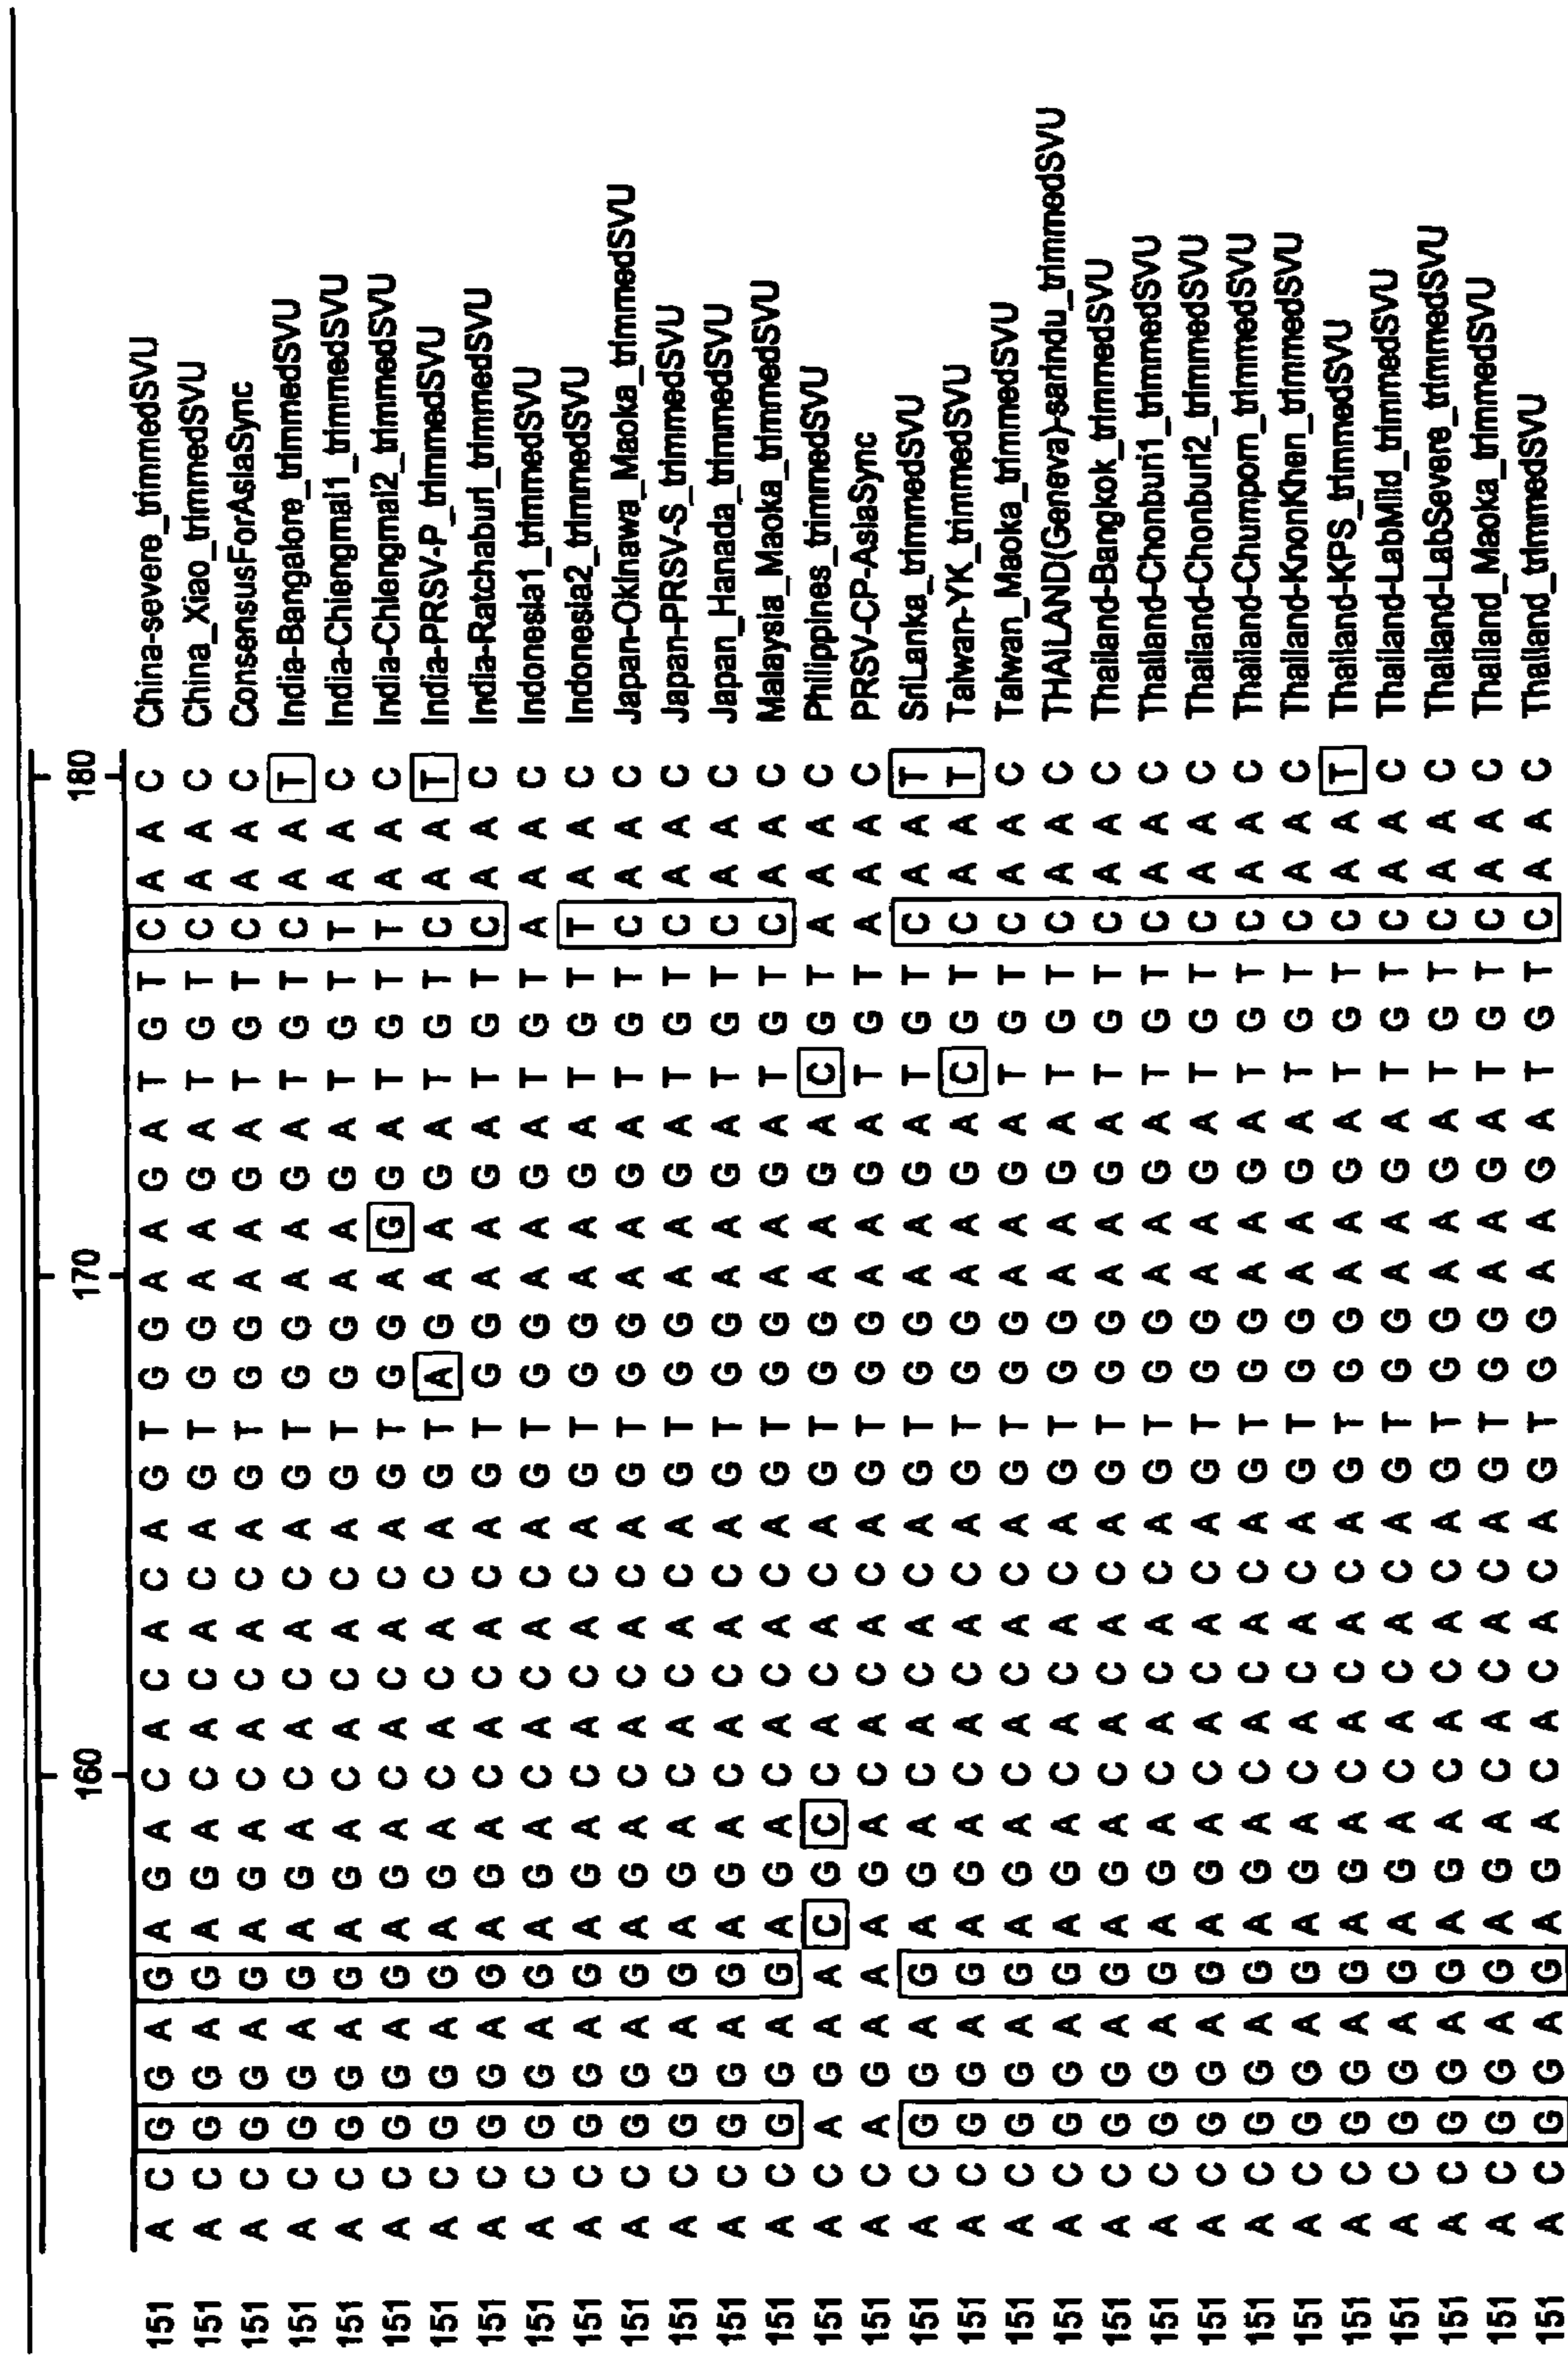 160 170 180
151 A C G G A G A G A C A C A C A G T G G A A G A T G T C A A C China-severe_trimmedSVU
151 A C G G A G A G A C A C A C A G T G G A A G A T G T C A A C China_Xiao_trimmedSVU
151 A C G G A G A G A C A C A C A G T G G A A G A T G T C A A C ConsensusForAsiaSync
151 A C G G A G A G A C A C A C A G T G G A A G A T G T C A A T India-Bangalore_trimmedSVU
151 A C G G A G A G A C A C A C A G T G G A A G A T G T T A A C India-Chiengmai1_trimmedSVU
151 A C G G A G A G A C A C A C A G T G G A G G A T G T T A A C India-Chiengmai2_trimmedSVU
151 A C G G A G A G A C A C A C A G T A G A A G A T G T C A A T India-PRSV-P_trimmedSVU
151 A C G G A G A G A C A C A C A G T G G A A G A T G T C A A C India-Ratchaburi_trimmedSVU
151 A C G G A G A G A C A C A C A G T G G A A G A T G T A A A C Indonesia1_trimmedSVU
151 A C G G A G A G A C A C A C A G T G G A A G A T G T T A A C Indonesia2_trimmedSVU
151 A C G G A G A G A C A C A C A G T G G A A G A T G T C A A C Japan-Okinawa_Maoka_trimmedSVU
151 A C G G A G A G A C A C A C A G T G G A A G A T G T C A A C Japan-PRSV-S_trimmedSVU
151 A C G G A G A G A C A C A C A G T G G A A G A T G T C A A C Japan_Hanada_trimmedSVU
151 A C G G A G A G A C A C A C A G T G G A A G A T G T C A A C Malaysia_Maoka_trimmedSVU
151 A C A G A A C G C C A C A C A G T G G A A G A C G T A A A C Philippines_trimmedSVU
151 A C A G A A A G A C A C A C A G T G G A A G A T G T A A A C PRSV-CP-AsiaSync
151 A C G G A G A G A C A C A C A G T G G A A G A T G T C A A T SriLanka_trimmedSVU
151 A C G G A G A G A C A C A C A G T G G A A G A C G T C A A T Taiwan-YK_trimmedSVU
151 A C G G A G A G A C A C A C A G T G G A A G A T G T C A A C Taiwan_Maoka_trimmedSVU
151 A C G G A G A G A C A C A C A G T G G A A G A T G T C A A C THAILAND(Geneva)-sarindu_trimmedSVU
151 A C G G A G A G A C A C A C A G T G G A A G A T G T C A A C Thailand-Bangkok_trimmedSVU
151 A C G G A G A G A C A C A C A G T G G A A G A T G T C A A C Thailand-Chonburi1_trimmedSVU
151 A C G G A G A G A C A C A C A G T G G A A G A T G T C A A C Thailand-Chonburi2_trimmedSVU
151 A C G G A G A G A C A C A C A G T G G A A G A T G T C A A C Thailand-Chumporn_trimmedSVU
151 A C G G A G A G A C A C A C A G T G G A A G A T G T C A A C Thailand-KnonKhen_trimmedSVU
151 A C G G A G A G A C A C A C A G T G G A A G A T G T C A A T Thailand-KPS_trimmedSVU
151 A C G G A G A G A C A C A C A G T G G A A G A T G T C A A C Thailand-LabMild_trimmedSVU
151 A C G G A G A G A C A C A C A G T G G A A G A T G T C A A C Thailand-LabSevere_trimmedSVU
151 A C G G A G A G A C A C A C A G T G G A A G A T G T C A A C Thailand_Maoka_trimmedSVU
151 A C G G A G A G A C A C A C A G T G G A A G A T G T C A A C Thailand_trimmedSVU